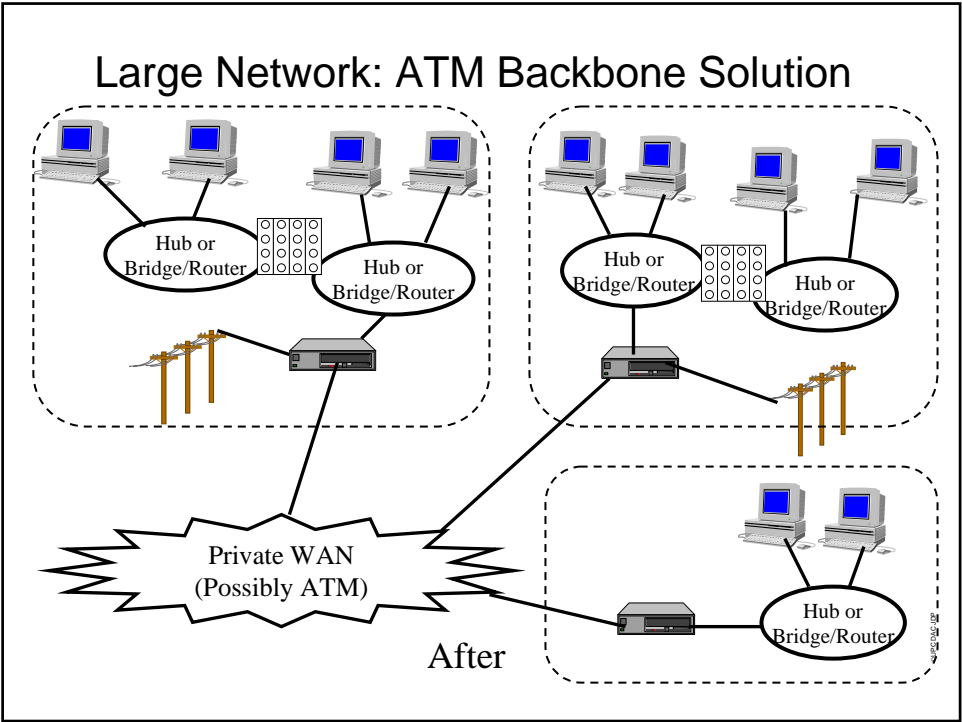 Large Network: ATM Backbone Solution
Hub or
Bridge/Router
Hub or
Bridge/Router
Hub or
Bridge/Router
Hub or
Bridge/Router
Private WAN
(Possibly ATM)
Hub or
Bridge/Router
After